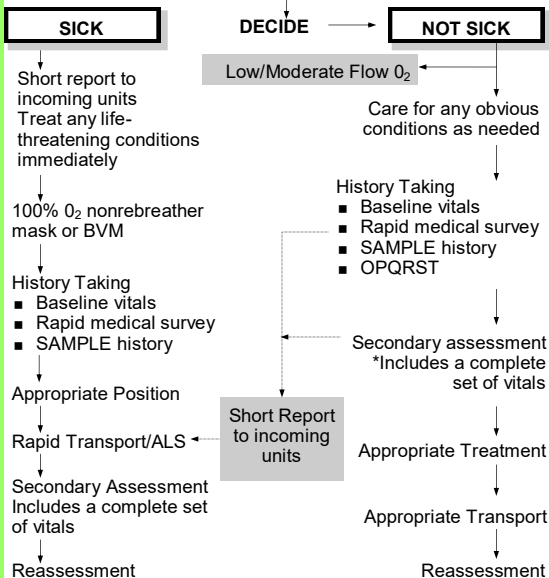 SICK
DECIDE
NOT SICK
Short report to
incoming units
Treat any life-
threatening conditions
immediately
100% 0₂ nonrebreather
mask or BVM
History Taking
■ Baseline vitals
■ Rapid medical survey
■ SAMPLE history
Appropriate Position
Rapid Transport/ALS
Secondary Assessment
Includes a complete set
of vitals
Reassessment
Low/Moderate Flow 0₂
Short Report
to incoming
units
Care for any obvious
conditions as needed
History Taking
■ Baseline vitals
■ Rapid medical survey
■ SAMPLE history
■ OPQRST
Secondary assessment
*Includes a complete
set of vitals
Appropriate Treatment
Appropriate Transport
Reassessment